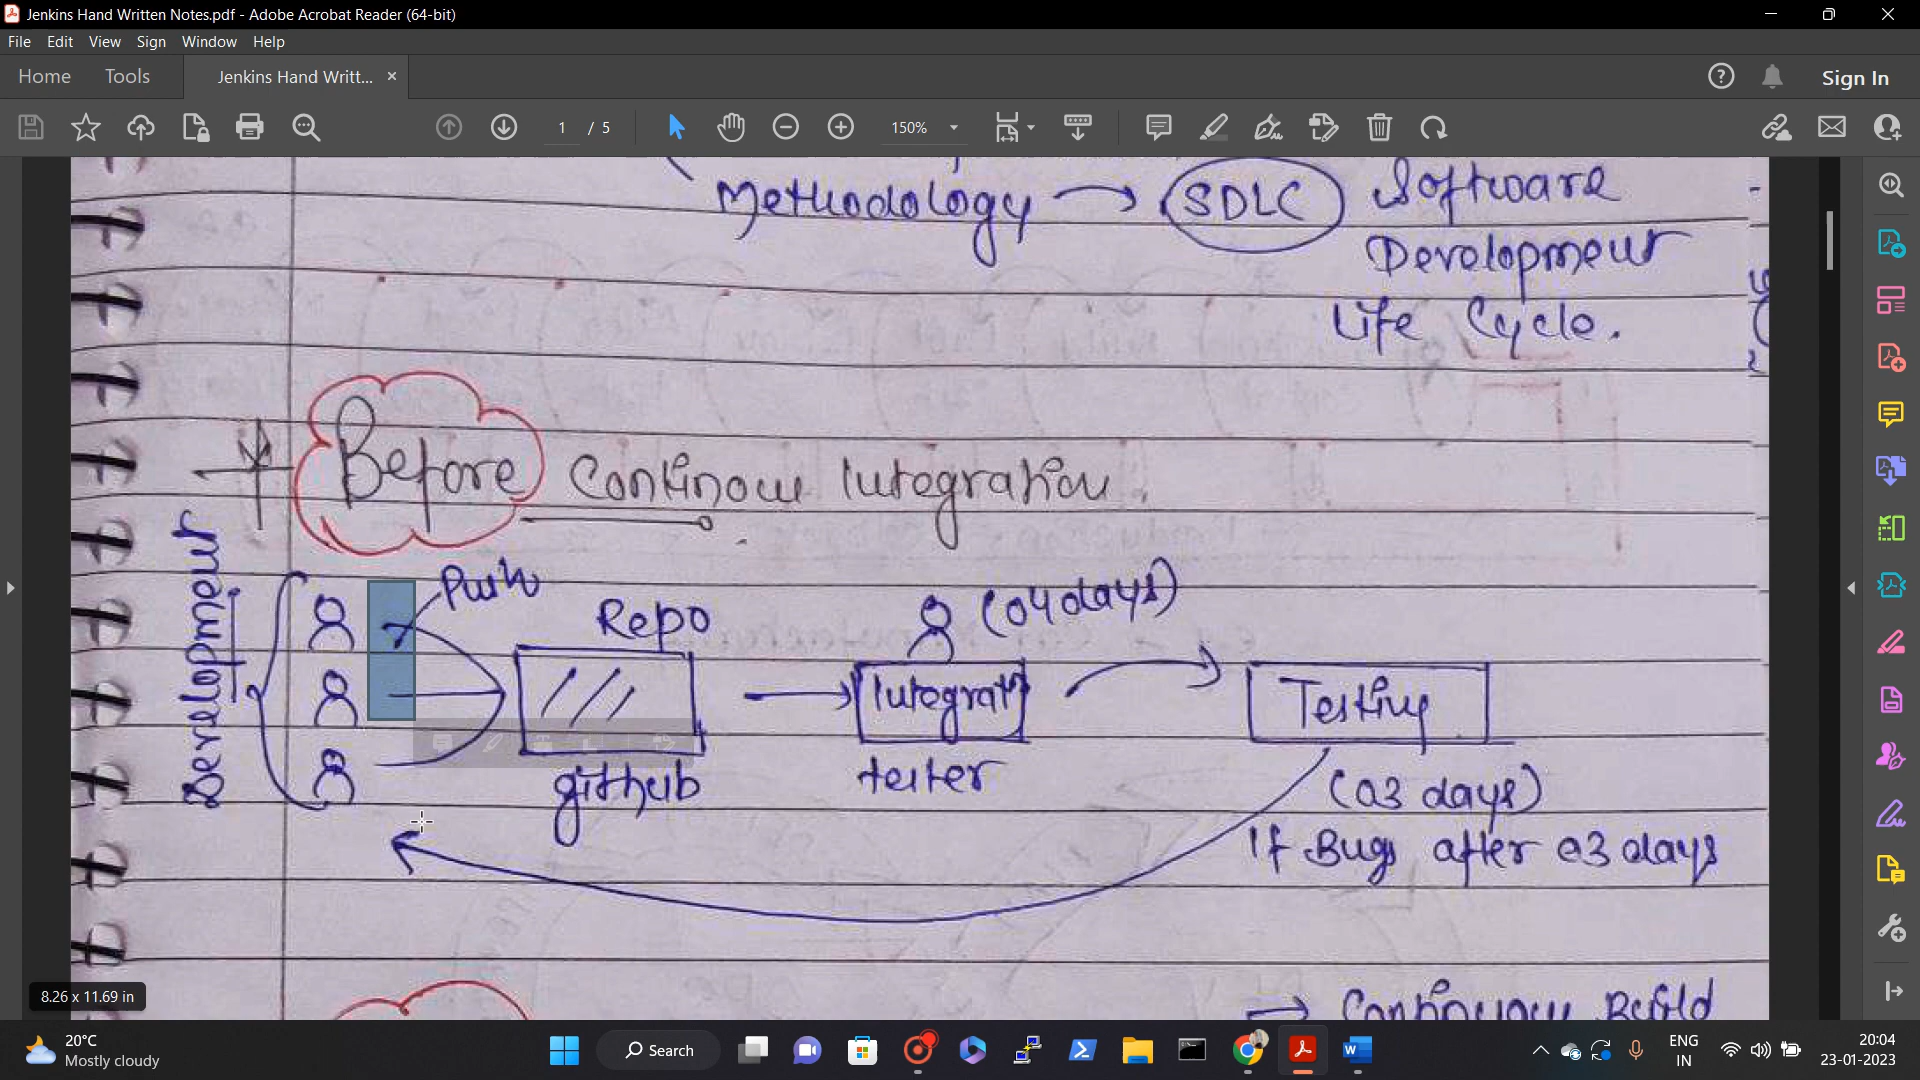 Jenkins Hand Written Notes.pdf - Adobe Acrobat Reader (64-bit)
File Edit View Sign Window Help
Home Tools Jenkins Hand Writt... × Sign In
1 / 5 150%
Methodology → SDLC Software
Development
Life Cycle.
Before Continous Integration.
Development
Push
Repo
(04 days)
Integrat
Testing
github
tester
(03 days)
If Bugs after 03 days
8.26 x 11.69 in
→ Continuous Build
20°C
Mostly cloudy
Search
ENG
IN
20:04
23-01-2023